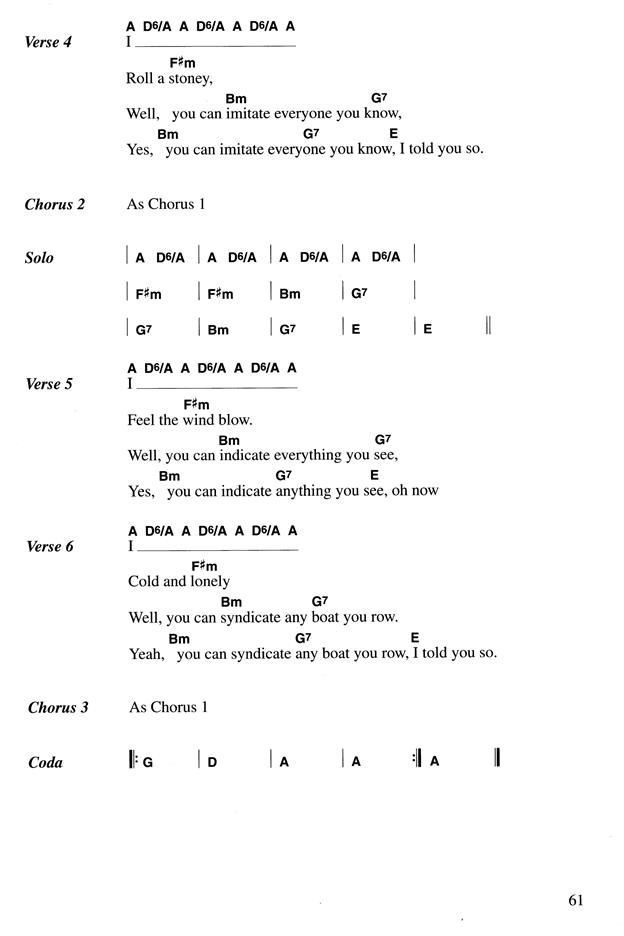 A D6/A A D6/A A D6/A A
Verse 4 I
F♯m
Roll a stoney,
Bm G7
Well, you can imitate everyone you know,
Bm G7 E
Yes, you can imitate everyone you know, I told you so.
Chorus 2 As Chorus 1
Solo | A D6/A | A D6/A | A D6/A | A D6/A |
| F♯m | F♯m | Bm | G7 |
| G7 | Bm | G7 | E | E ||
A D6/A A D6/A A D6/A A
Verse 5 I
F♯m
Feel the wind blow.
Bm G7
Well, you can indicate everything you see,
Bm G7 E
Yes, you can indicate anything you see, oh now
A D6/A A D6/A A D6/A A
Verse 6 I
F♯m
Cold and lonely
Bm G7
Well, you can syndicate any boat you row.
Bm G7 E
Yeah, you can syndicate any boat you row, I told you so.
Chorus 3 As Chorus 1
Coda ||: G | D | A | A :|| A ||
61